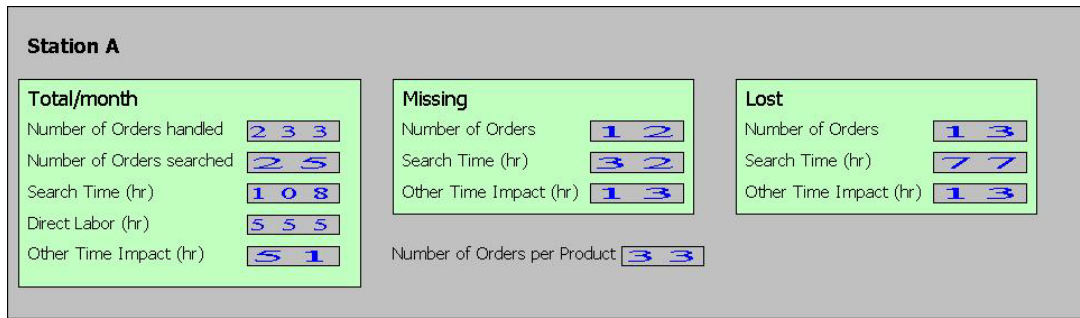 Station A
Total/month
Number of Orders handled 233
Number of Orders searched 25
Search Time (hr) 108
Direct Labor (hr) 555
Other Time Impact (hr) 51
Missing
Number of Orders 12
Search Time (hr) 32
Other Time Impact (hr) 13
Lost
Number of Orders 13
Search Time (hr) 77
Other Time Impact (hr) 13
Number of Orders per Product 33